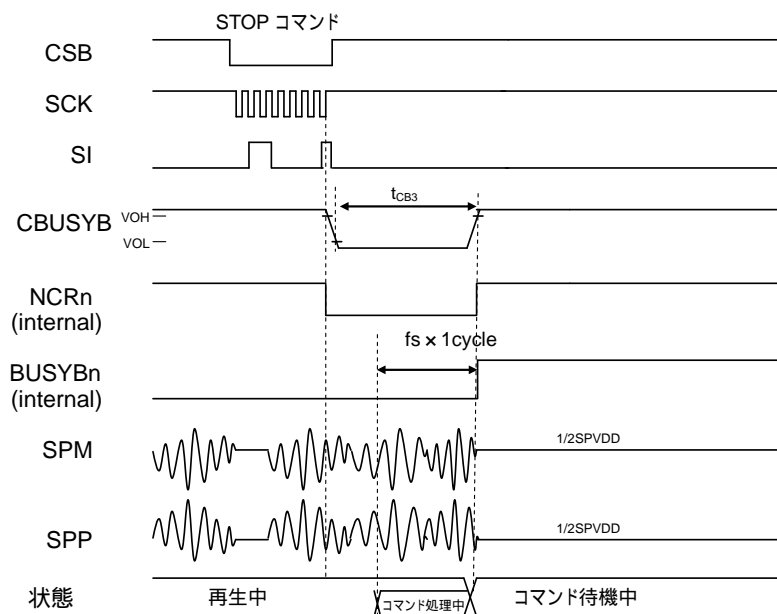 STOP コマンド
CSB
SCK
SI
tCB3
CBUSYB
VOH
VOL
NCRn
(internal)
fs × 1cycle
BUSYBn
(internal)
SPM
1/2SPVDD
SPP
1/2SPVDD
状態
再生中
コマンド処理中
コマンド待機中